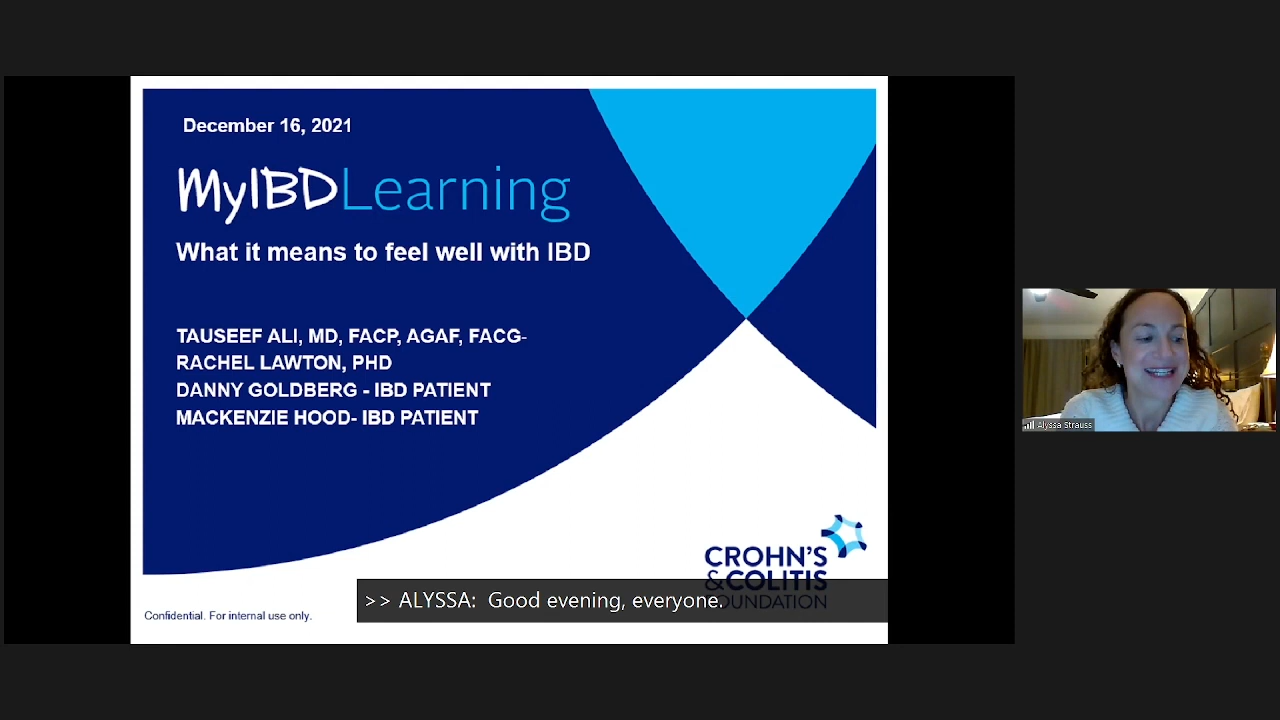 December 16, 2021
MyIBDLearning
What it means to feel well with IBD
TAUSEEF ALI, MD, FACP, AGAF, FACG-
RACHEL LAWTON, PHD
DANNY GOLDBERG - IBD PATIENT
MACKENZIE HOOD- IBD PATIENT
CROHN'S
& COLITIS
FOUNDATION
Confidential. For internal use only.
>> ALYSSA: Good evening, everyone.
Alyssa Strauss